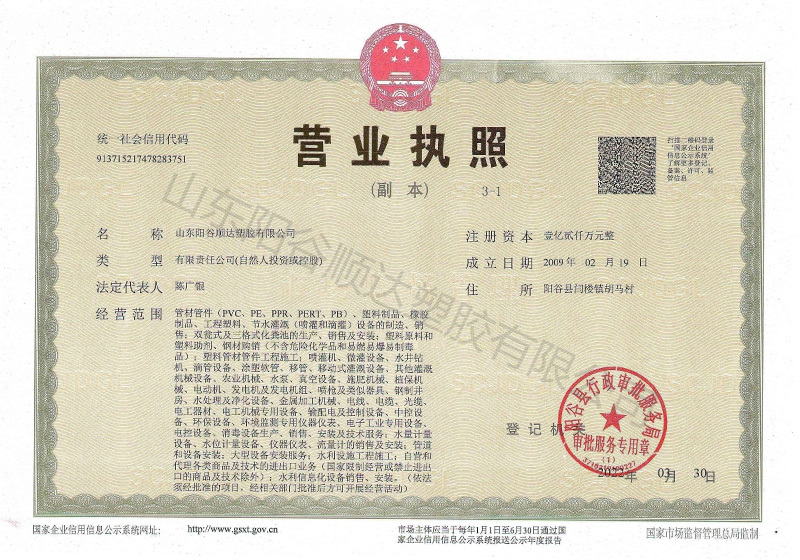 统一社会信用代码
913715217478283751
营业执照
(副 本) 3-1
扫描二维码登录
“国家企业信用
信息公示系统”
了解更多登记、
备案、许可、监
管信息
名 称 山东阳谷顺达塑胶有限公司
类 型 有限责任公司(自然人投资或控股)
法定代表人 陈广银
经营范围 管材管件（PVC、PE、PPR、PERT、PB）、塑料制品、橡胶
制品、工程塑料、节水灌溉（喷灌和滴灌）设备的制造、销
售；双瓮式及三格式化粪池的生产、销售及安装；塑料原料和
塑料助剂、钢材购销（不含危险化学品和易燃易爆易制毒
品）；塑料管材管件工程施工；喷灌机、微灌设备、水井钻
机、滴管设备、涂塑软管、移管、移动式灌溉设备、其他灌溉
机械设备、农业机械、水泵、真空设备、施肥机械、植保机
械、电动机、发电机及发电机组、喷枪及类似器具、钢制井
房、水处理及净化设备、金属加工机械、电线、电缆、光缆、
电工器材、电工机械专用设备、输配电及控制设备、中控设
备、环保设备、环境监测专用仪器仪表、电子工业专用设备、
电控设备、消毒设备生产、销售、安装及技术服务；水量计量
设备、水位计量设备、仪器仪表、流量计的销售及安装；管道
和设备安装；大型设备安装服务；水利设施工程施工；自营和
代理各类商品及技术的进出口业务（国家限制经营或禁止进出口
的商品及技术除外）；水利信息化设备销售、安装。（依法
须经批准的项目，经相关部门批准后方可开展经营活动）
注册资本 壹亿贰仟万元整
成立日期 2009年 02月 19日
住 所 阳谷县闫楼镇胡马村
登记机关
阳谷县行政审批服务局
审批服务专用章
(1)
2022年 03月 30日
山东阳谷顺达塑胶有限公司
国家企业信用信息公示系统网址： http://www.gsxt.gov.cn
市场主体应当于每年1月1日至6月30日通过国
家企业信用信息公示系统报送公示年度报告
国家市场监督管理总局监制